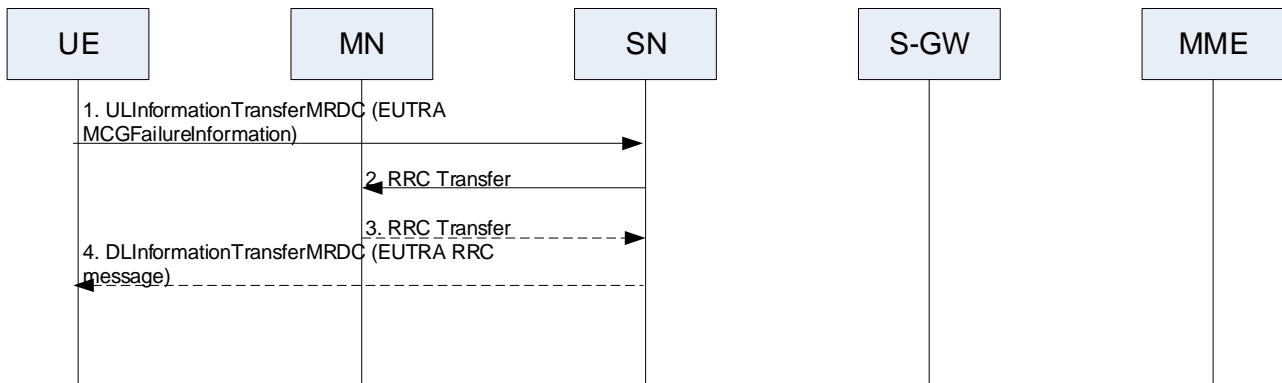 UE
MN
SN
S-GW
MME
1. ULInformationTransferMRDC (EUTRA
MCGFailureInformation)
2. RRC Transfer
3. RRC Transfer
4. DLInformationTransferMRDC (EUTRA RRC
message)